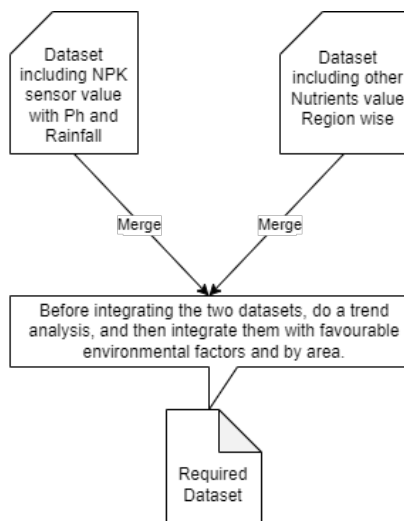 Dataset
including NPK
sensor value
with Ph and
Rainfall
Dataset
including other
Nutrients value
Region wise
Merge
Merge
Before integrating the two datasets, do a trend
analysis, and then integrate them with favourable
environmental factors and by area.
Required
Dataset